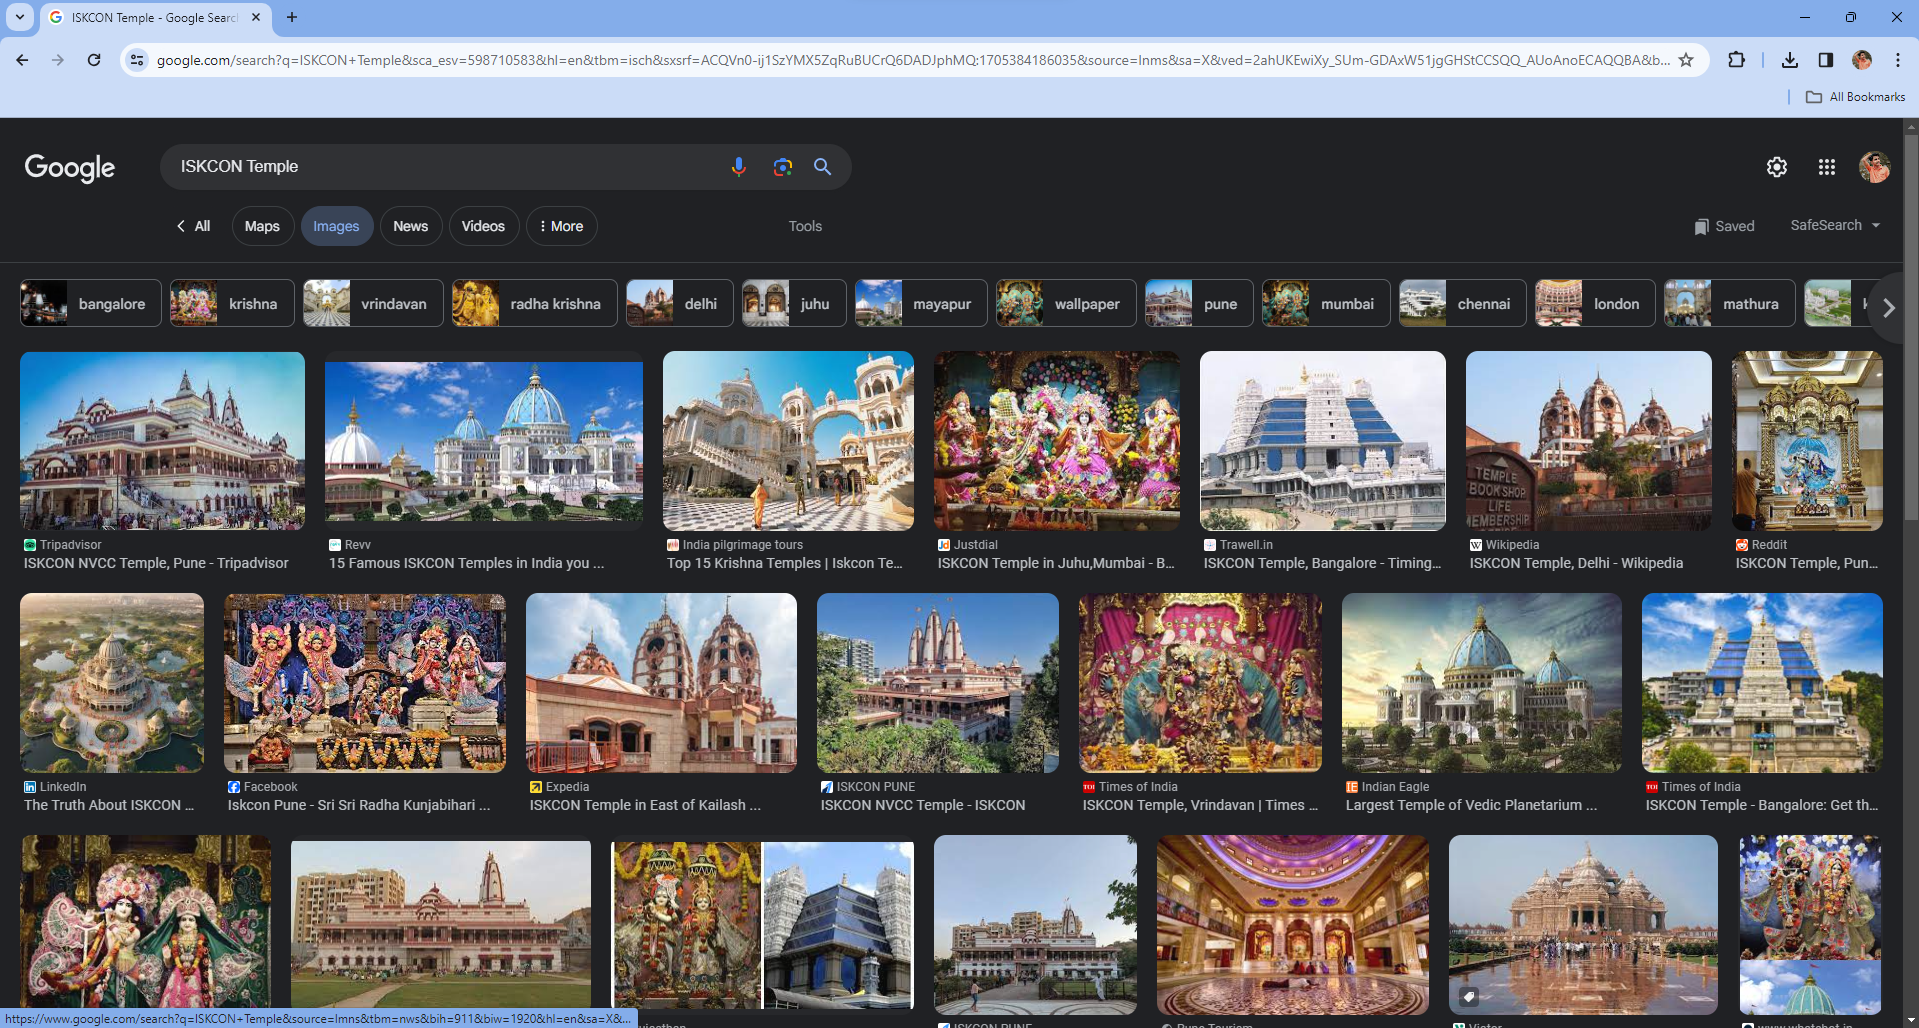 ISKCON Temple - Google Searc
google.com/search?q=ISKCON+Temple&sca_esv=598710583&hl=en&tbm=isch&sxsrf=ACQVn0-ij1SzYMX5ZqRuBUCrQ6DADJphMQ:1705384186035&source=lnms&sa=X&ved=2ahUKEwiXy_SUm-GDAxW51jgGHStCCSQQ_AUoAnoECAQQBA&b...
All Bookmarks
Google
ISKCON Temple
All Maps Images News Videos More Tools Saved SafeSearch
bangalore krishna vrindavan radha krishna delhi juhu mayapur wallpaper pune mumbai chennai london mathura
TEMPLE
BOOKSHOP
LIFE
MEMBERSHIP
Tripadvisor Revv India pilgrimage tours Justdial Trawell.in Wikipedia Reddit
ISKCON NVCC Temple, Pune - Tripadvisor 15 Famous ISKCON Temples in India you ... Top 15 Krishna Temples | Iskcon Te... ISKCON Temple in Juhu,Mumbai - B... ISKCON Temple, Bangalore - Timing... ISKCON Temple, Delhi - Wikipedia ISKCON Temple, Pun...
LinkedIn Facebook Expedia ISKCON PUNE Times of India Indian Eagle Times of India
The Truth About ISKCON ... Iskcon Pune - Sri Sri Radha Kunjabihari ... ISKCON Temple in East of Kailash ... ISKCON NVCC Temple - ISKCON ISKCON Temple, Vrindavan | Times ... Largest Temple of Vedic Planetarium ... ISKCON Temple - Bangalore: Get th...
https://www.google.com/search?q=ISKCON+Temple&source=lmns&tbm=nws&bih=911&biw=1920&hl=en&sa=X&... ISKCON PUNE Pune Tourism Viator www.whatshot.in